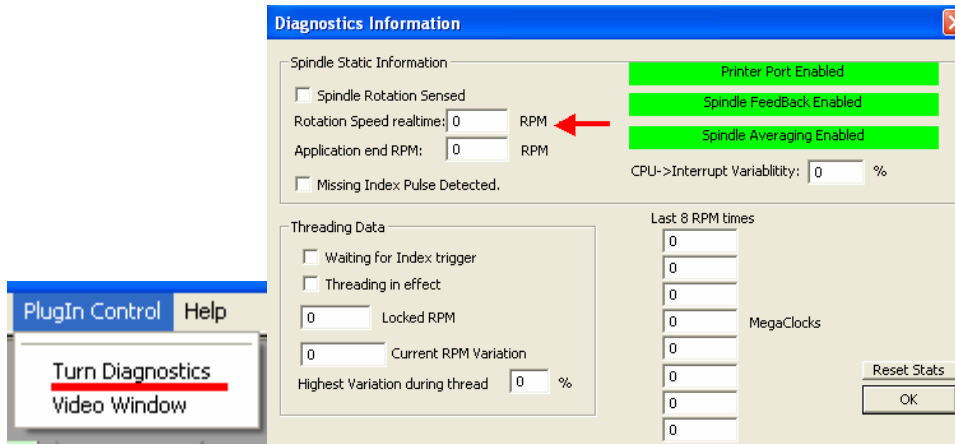 Diagnostics Information
Spindle Static Information
Spindle Rotation Sensed
Rotation Speed realtime: 0 RPM
Application end RPM: 0 RPM
Missing Index Pulse Detected.
Printer Port Enabled
Spindle FeedBack Enabled
Spindle Averaging Enabled
CPU->Interrupt Variablitity: 0 %
Threading Data
Waiting for Index trigger
Threading in effect
0 Locked RPM
0 Current RPM Variation
Highest Variation during thread 0 %
Last 8 RPM times
0
0
0
0 MegaClocks
0
0
0
0
Reset Stats
OK
PlugIn Control Help
Turn Diagnostics
Video Window